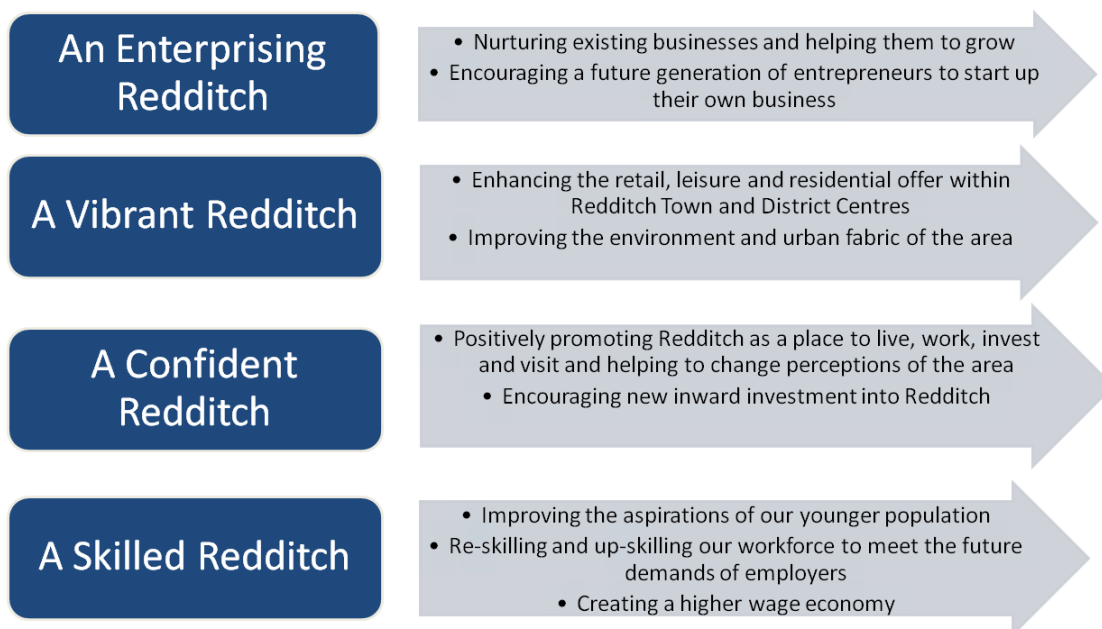 An Enterprising
Redditch
• Nurturing existing businesses and helping them to grow
• Encouraging a future generation of entrepreneurs to start up
their own business
A Vibrant Redditch
• Enhancing the retail, leisure and residential offer within
Redditch Town and District Centres
• Improving the environment and urban fabric of the area
A Confident
Redditch
• Positively promoting Redditch as a place to live, work, invest
and visit and helping to change perceptions of the area
• Encouraging new inward investment into Redditch
A Skilled Redditch
• Improving the aspirations of our younger population
• Re-skilling and up-skilling our workforce to meet the future
demands of employers
• Creating a higher wage economy